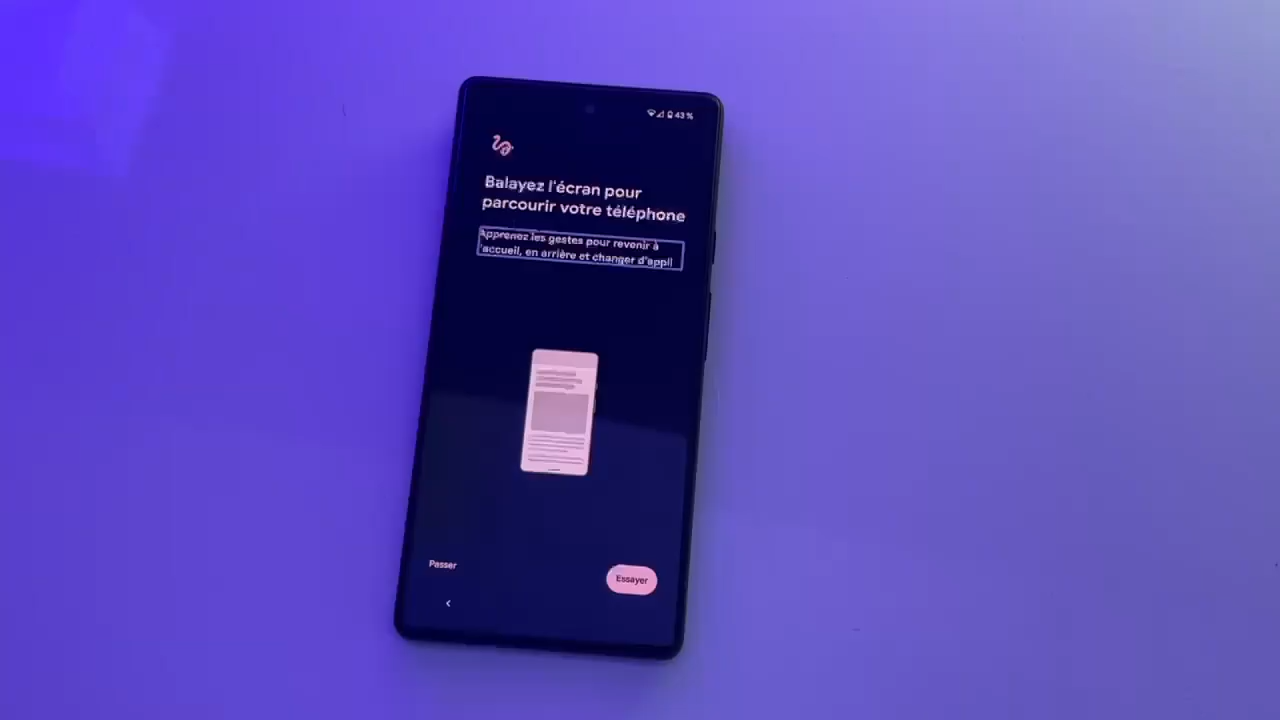 43 %
Balayez l'écran pour
parcourir votre téléphone
Apprenez les gestes pour revenir à
l'accueil, en arrière et changer d'appli
Passer
Essayer